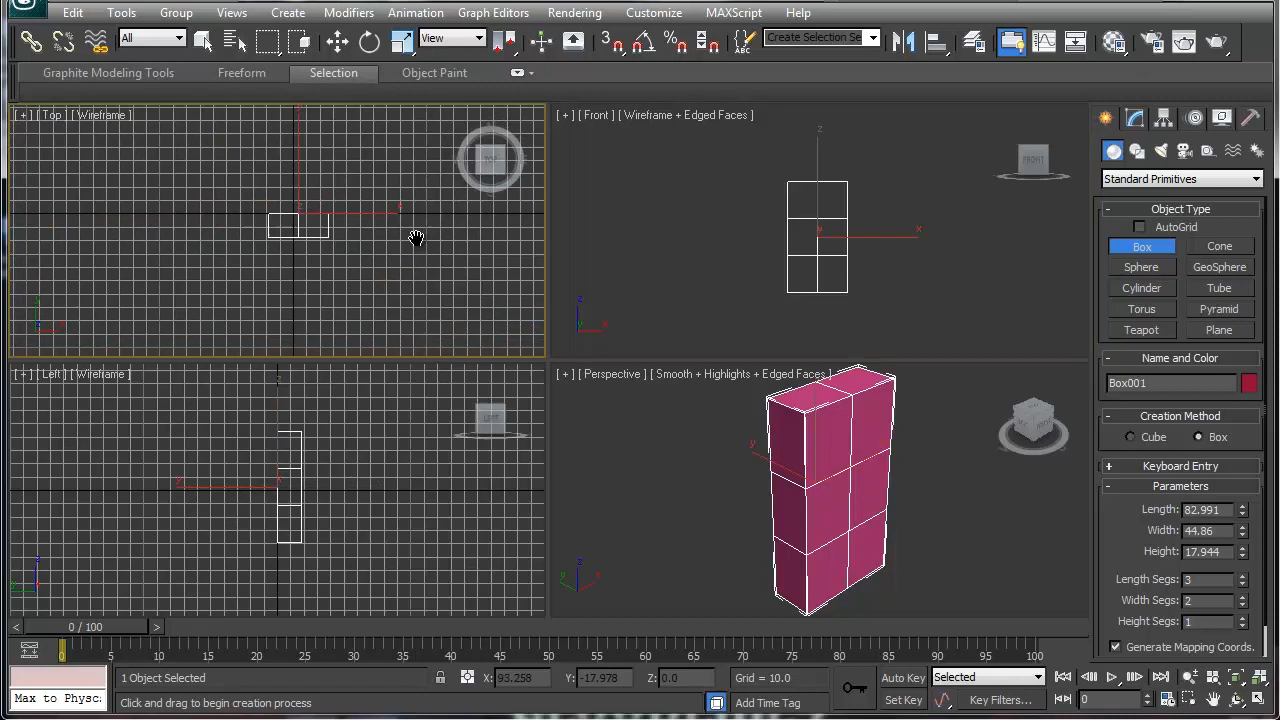 Edit Tools Group Views Create Modifiers Animation Graph Editors Rendering Customize MAXScript Help
All View 3 % Create Selection Se
Graphite Modeling Tools Freeform Selection Object Paint
[ + ] [ Top ] [ Wireframe ]
TOP
x
y
z
x
[ + ] [ Front ] [ Wireframe + Edged Faces ]
FRONT
z
x
z
x
[ + ] [ Left ] [ Wireframe ]
LEFT
y
z
y
[ + ] [ Perspective ] [ Smooth + Highlights + Edged Faces ]
y
z
y
x
Standard Primitives
- Object Type
AutoGrid
Box Cone
Sphere GeoSphere
Cylinder Tube
Torus Pyramid
Teapot Plane
- Name and Color
Box001
- Creation Method
Cube Box
+ Keyboard Entry
- Parameters
Length: 82.991
Width: 44.86
Height: 17.944
Length Segs: 3
Width Segs: 2
Height Segs: 1
Generate Mapping Coords.
< 0 / 100 >
0 5 10 15 20 25 30 35 40 45 50 55 60 65 70 75 80 85 90 95 100
1 Object Selected X: 93.258 Y: -17.978 Z: 0.0 Grid = 10.0 Auto Key Selected
Max to Physc Click and drag to begin creation process Add Time Tag Set Key Key Filters... 0